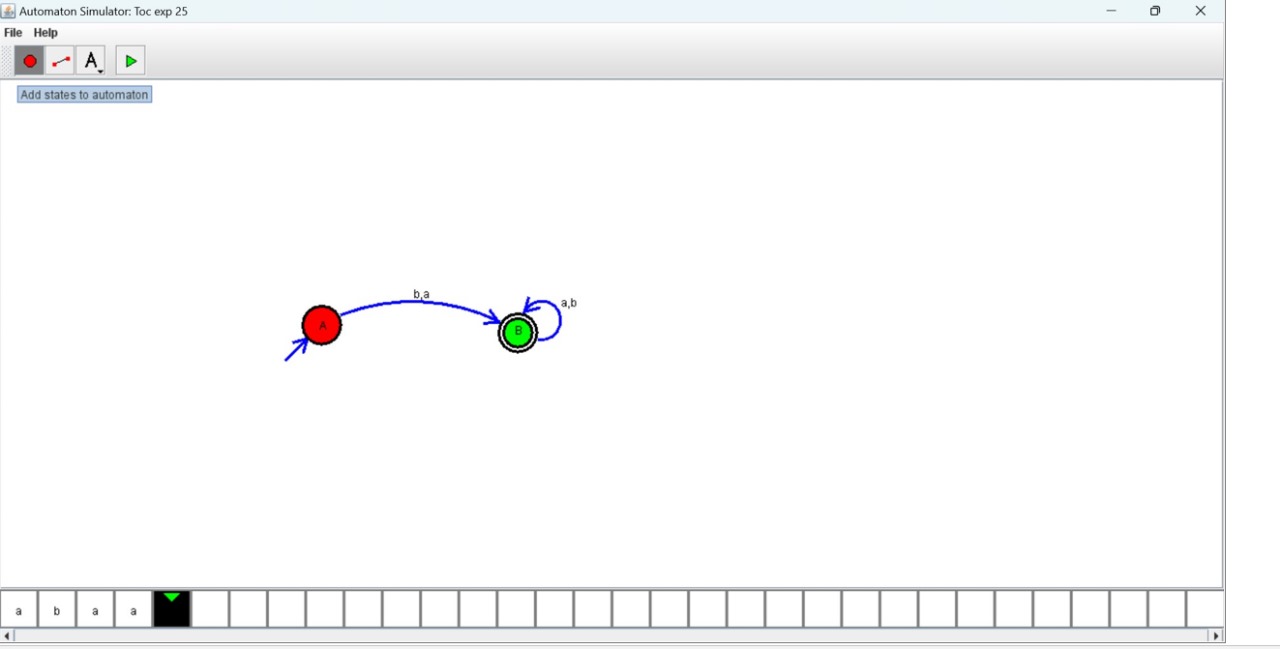 Automaton Simulator: Toc exp 25
File Help
A
Add states to automaton
b,a
a,b
A
B
a b a a